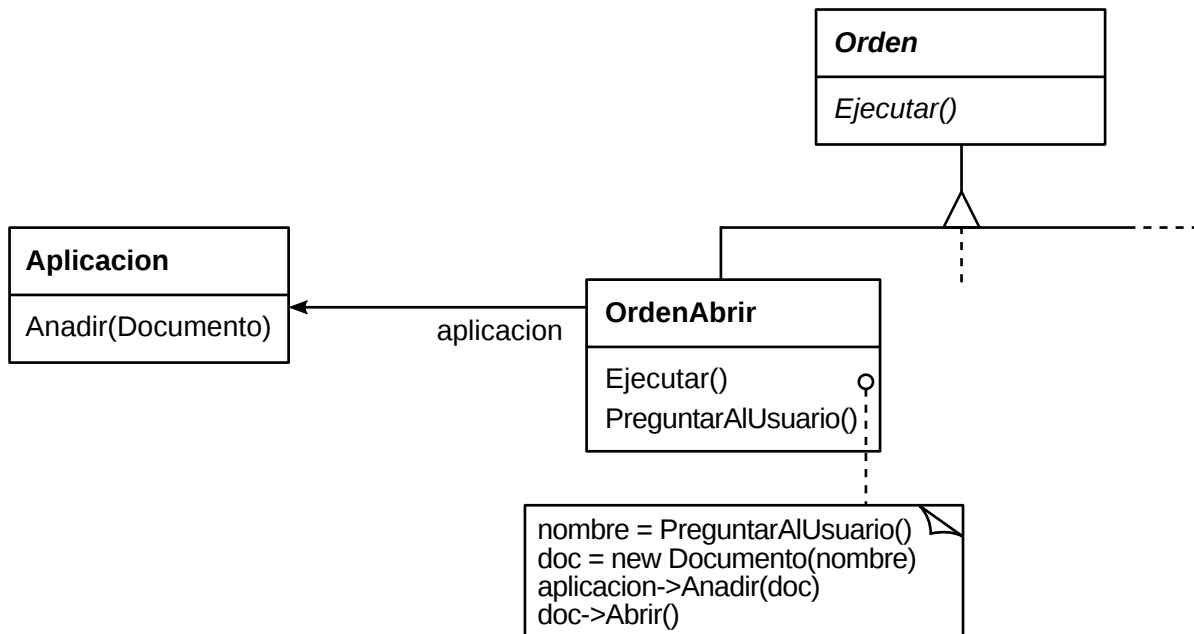 Orden
Ejecutar()
Aplicacion
Anadir(Documento)
aplicacion
OrdenAbrir
Ejecutar()
PreguntarAlUsuario()
nombre = PreguntarAlUsuario()
doc = new Documento(nombre)
aplicacion->Anadir(doc)
doc->Abrir()